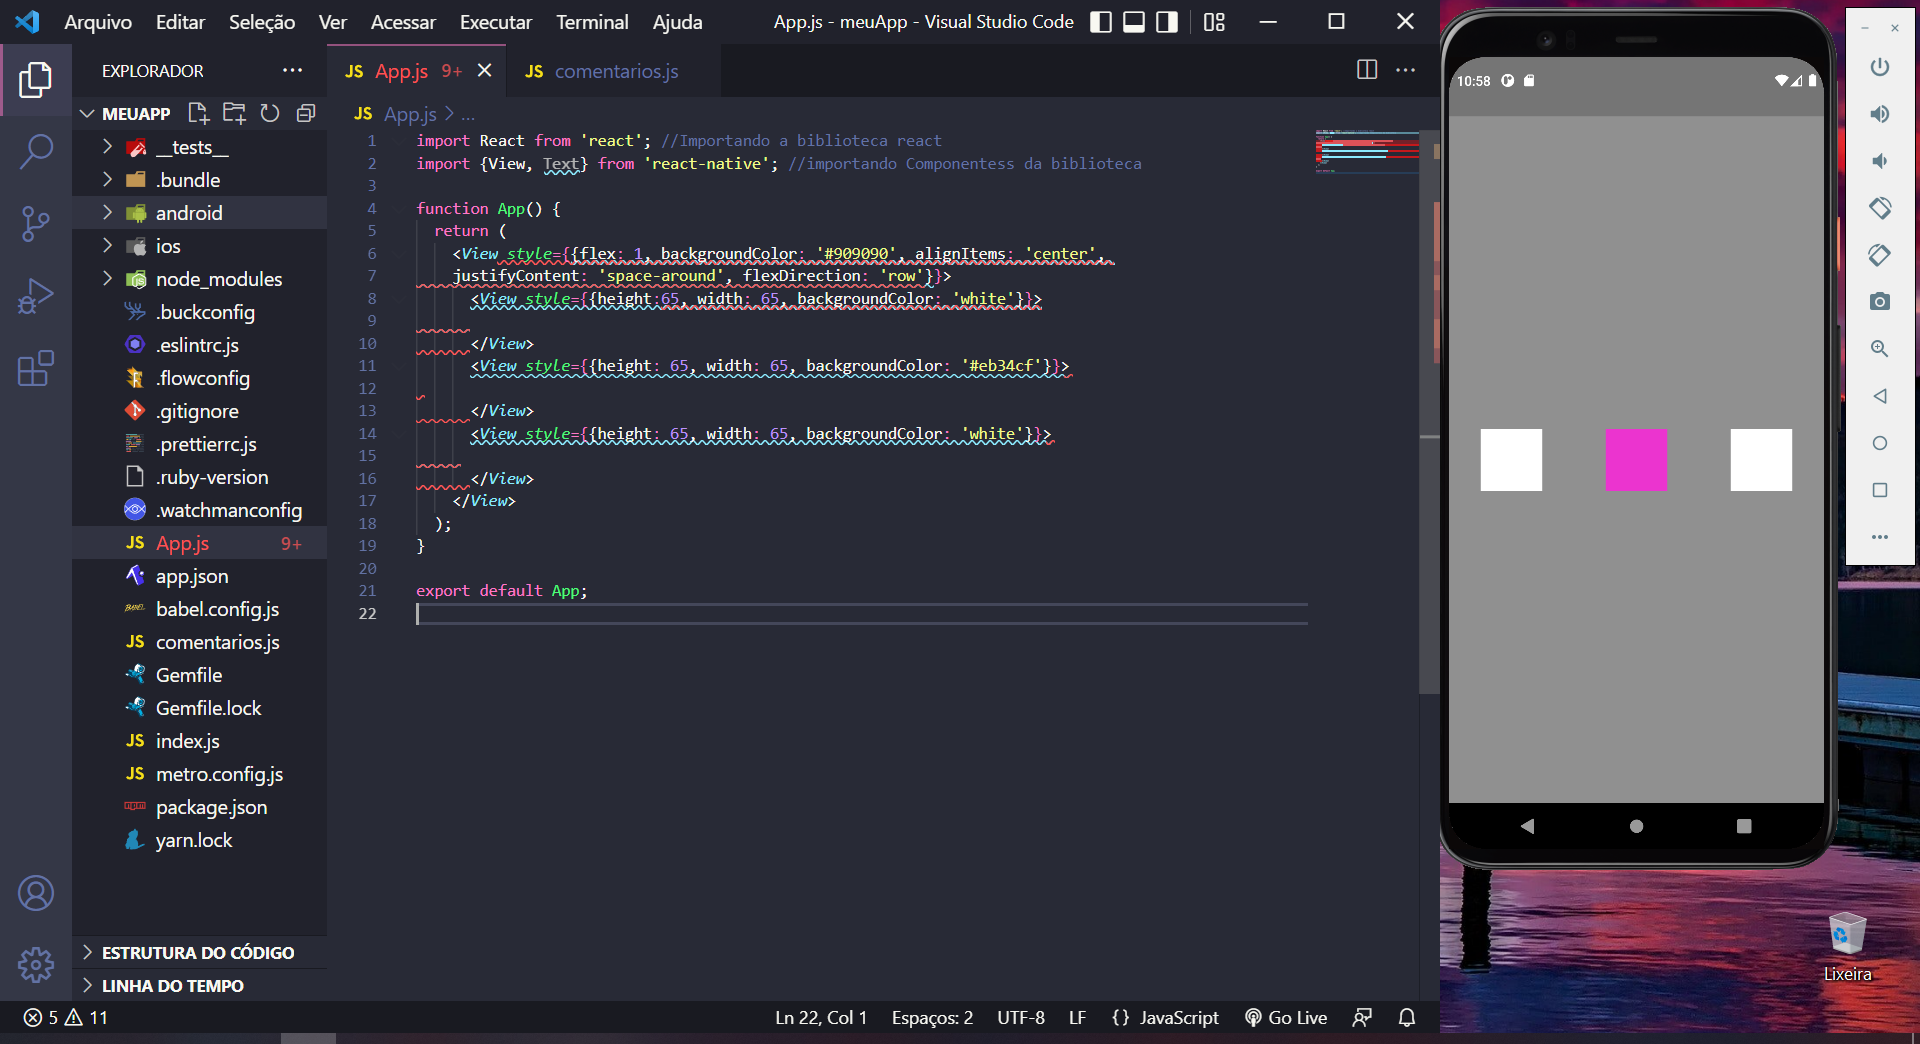 Arquivo Editar Seleção Ver Acessar Executar Terminal Ajuda
App.js - meuApp - Visual Studio Code
EXPLORADOR
MEUAPP
__tests__
.bundle
android
ios
node_modules
.buckconfig
.eslintrc.js
.flowconfig
.gitignore
.prettierrc.js
.ruby-version
.watchmanconfig
JS App.js 9+
app.json
BABEL babel.config.js
JS comentarios.js
Gemfile
Gemfile.lock
JS index.js
JS metro.config.js
npm package.json
yarn.lock
ESTRUTURA DO CÓDIGO
LINHA DO TEMPO
JS App.js 9+
JS comentarios.js
JS App.js > ...
1 import React from 'react'; //Importando a biblioteca react
2 import {View, Text} from 'react-native'; //importando Componentess da biblioteca
3
4 function App() {
5 return (
6 <View style={{flex: 1, backgroundColor: '#909090', alignItems: 'center',
7 justifyContent: 'space-around', flexDirection: 'row'}}>
8 <View style={{height:65, width: 65, backgroundColor: 'white'}}>
9
10 </View>
11 <View style={{height: 65, width: 65, backgroundColor: '#eb34cf'}}>
12
13 </View>
14 <View style={{height: 65, width: 65, backgroundColor: 'white'}}>
15
16 </View>
17 </View>
18 );
19 }
20
21 export default App;
22
5 11
Ln 22, Col 1 Espaços: 2 UTF-8 LF {} JavaScript Go Live
10:58
Lixeira